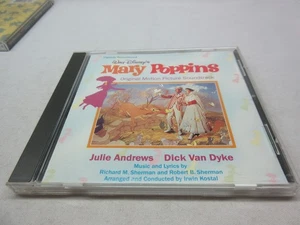 Walt Disney's
Mary Poppins
Original Motion Picture Soundtrack
Julie Andrews Dick Van Dyke
Music and Lyrics by
Richard M. Sherman and Robert B. Sherman
Arranged and Conducted by Irwin Kostal